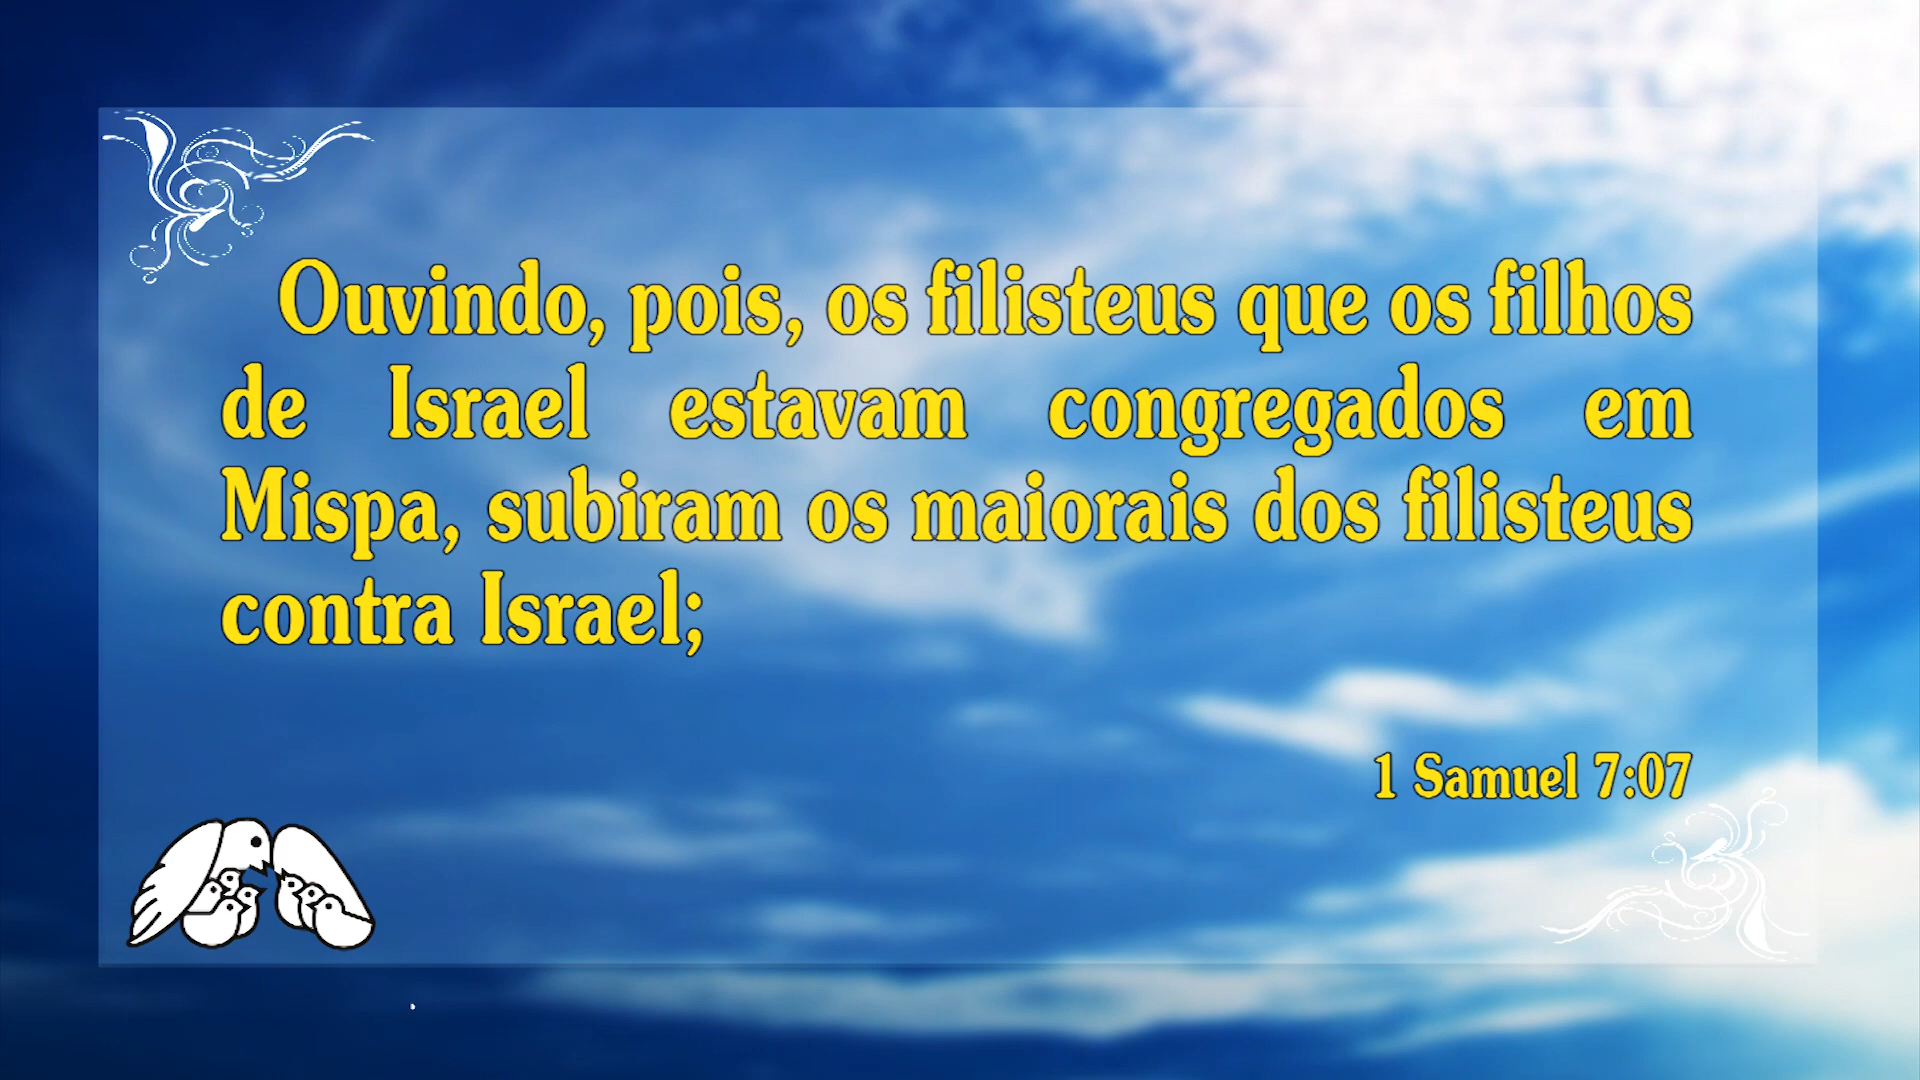 Ouvindo, pois, os filisteus que os filhos
de Israel estavam congregados em
Mispa, subiram os maiorais dos filisteus
contra Israel;
1 Samuel 7:07